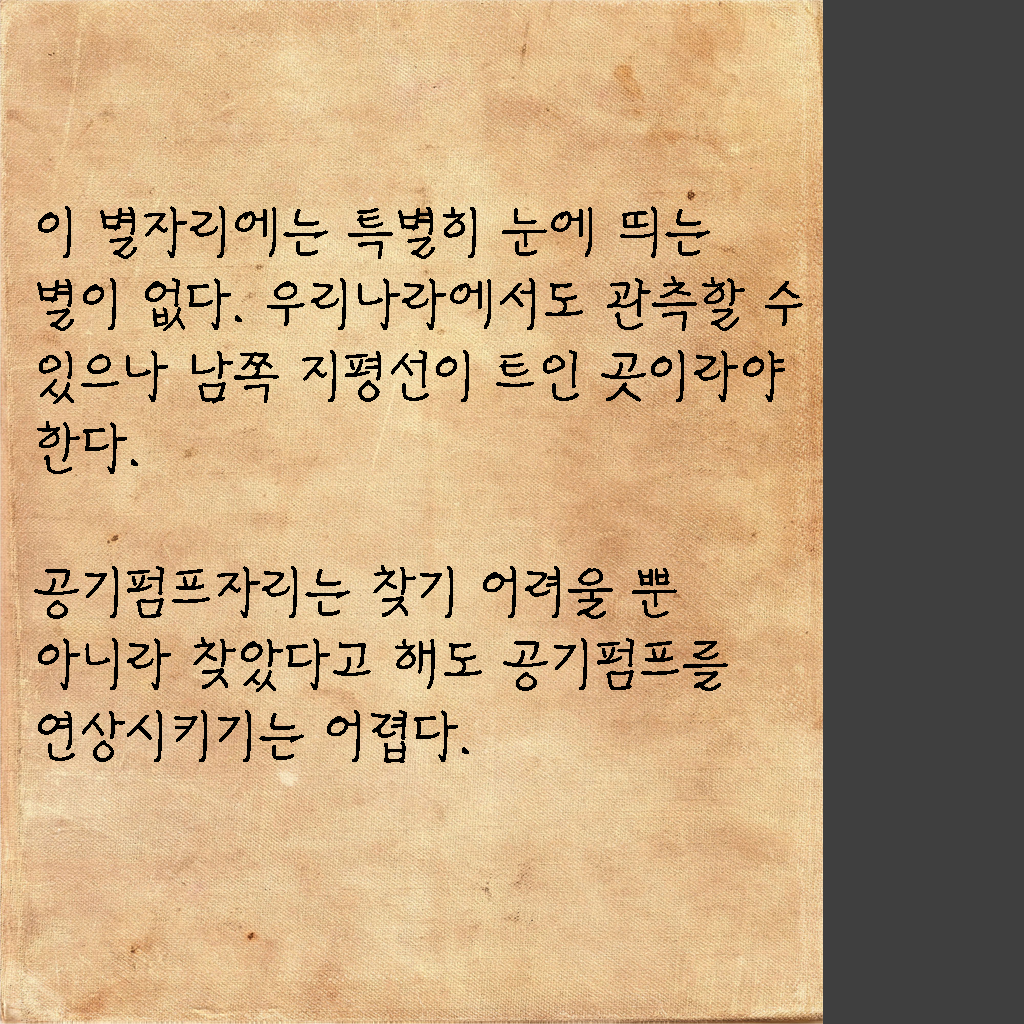 이 별자리에는 특별히 눈에 띄는
별이 없다. 우리나라에서도 관측할 수
있으나 남쪽 지평선이 트인 곳이라야
한다.
공기펌프자리는 찾기 어려울 뿐
아니라 찾았다고 해도 공기펌프를
연상시키기는 어렵다.